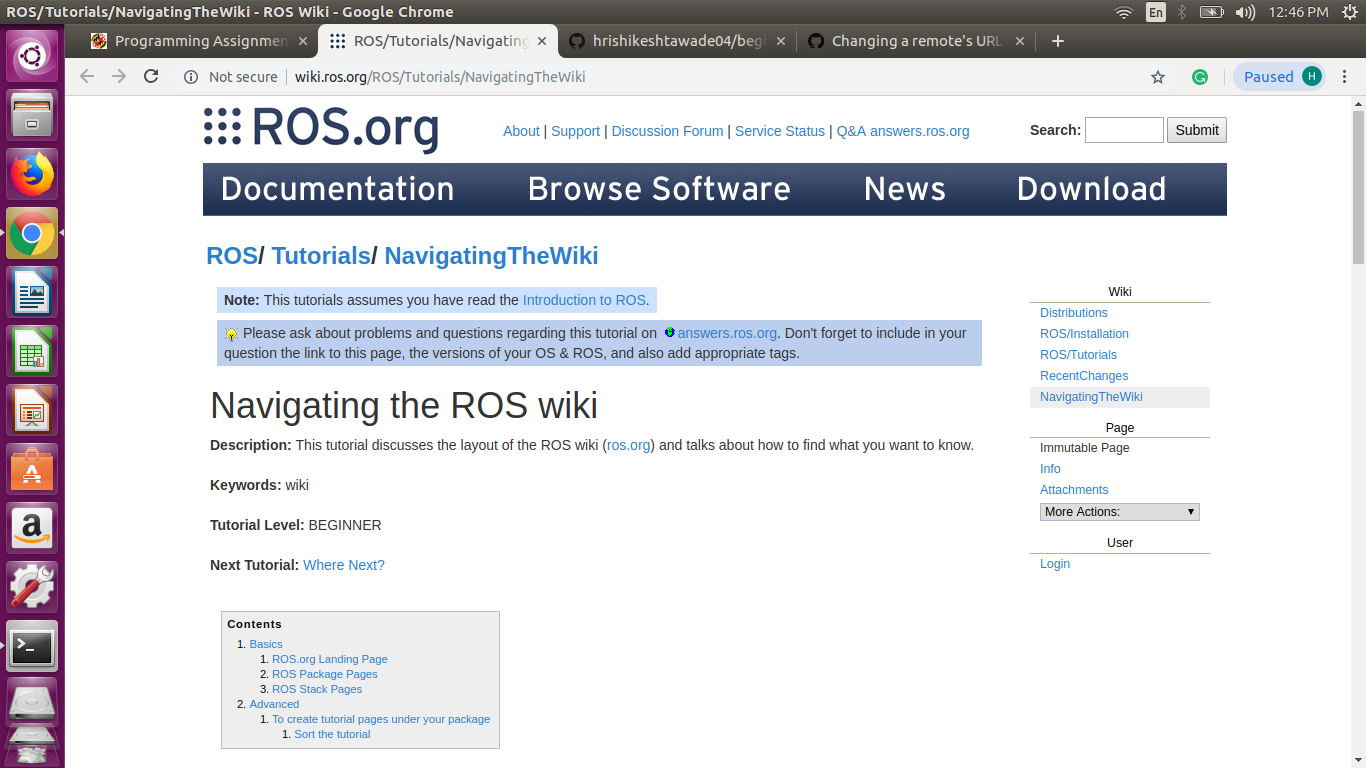 ROS/Tutorials/NavigatingTheWiki - ROS Wiki - Google Chrome
En
12:46 PM
Programming Assignmen
ROS/Tutorials/Navigating
hrishikeshtawade04/begi
Changing a remote's URL
Not secure
wiki.ros.org/ROS/Tutorials/NavigatingTheWiki
Paused
H
ROS.org
About | Support | Discussion Forum | Service Status | Q&A answers.ros.org
Search:
Submit
Documentation
Browse Software
News
Download
ROS/ Tutorials/ NavigatingTheWiki
Note: This tutorials assumes you have read the Introduction to ROS.
Please ask about problems and questions regarding this tutorial on answers.ros.org. Don't forget to include in your
question the link to this page, the versions of your OS & ROS, and also add appropriate tags.
Navigating the ROS wiki
Description: This tutorial discusses the layout of the ROS wiki (ros.org) and talks about how to find what you want to know.
Keywords: wiki
Tutorial Level: BEGINNER
Next Tutorial: Where Next?
Contents
1. Basics
1. ROS.org Landing Page
2. ROS Package Pages
3. ROS Stack Pages
2. Advanced
1. To create tutorial pages under your package
1. Sort the tutorial
Wiki
Distributions
ROS/Installation
ROS/Tutorials
RecentChanges
NavigatingTheWiki
Page
Immutable Page
Info
Attachments
More Actions:
User
Login